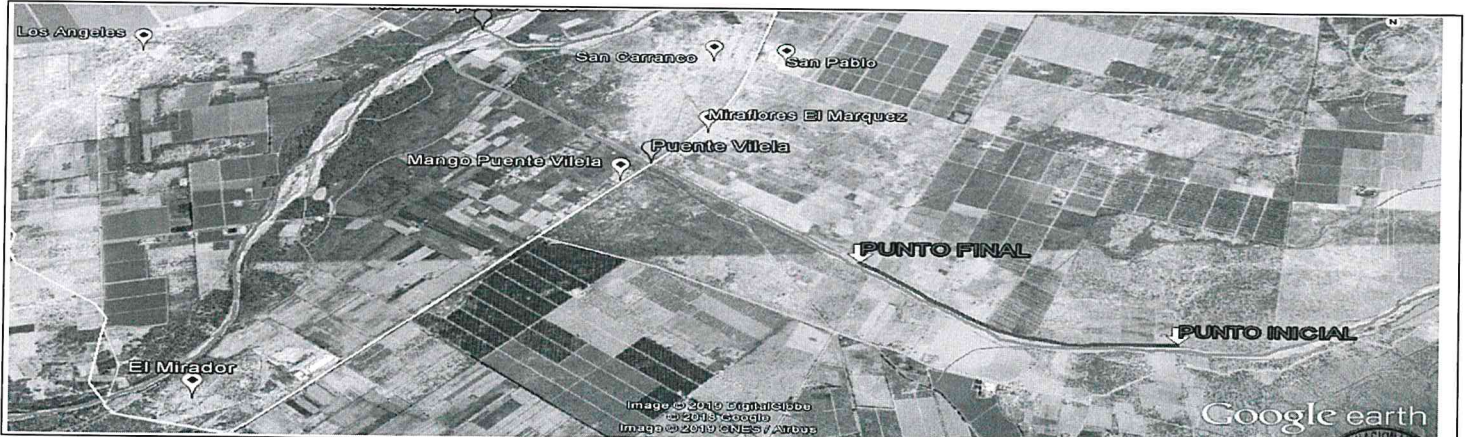 Los Angeles
San Carranco
San Pablo
Miraflores El Marquez
Puente Vilela
Mango Puente Vilela
PUNTO FINAL
PUNTO INICIAL
El Mirador
Image © 2019 DigitalGlobe
© 2018 Google
Image © 2019 CNES / Airbus
Google earth
N